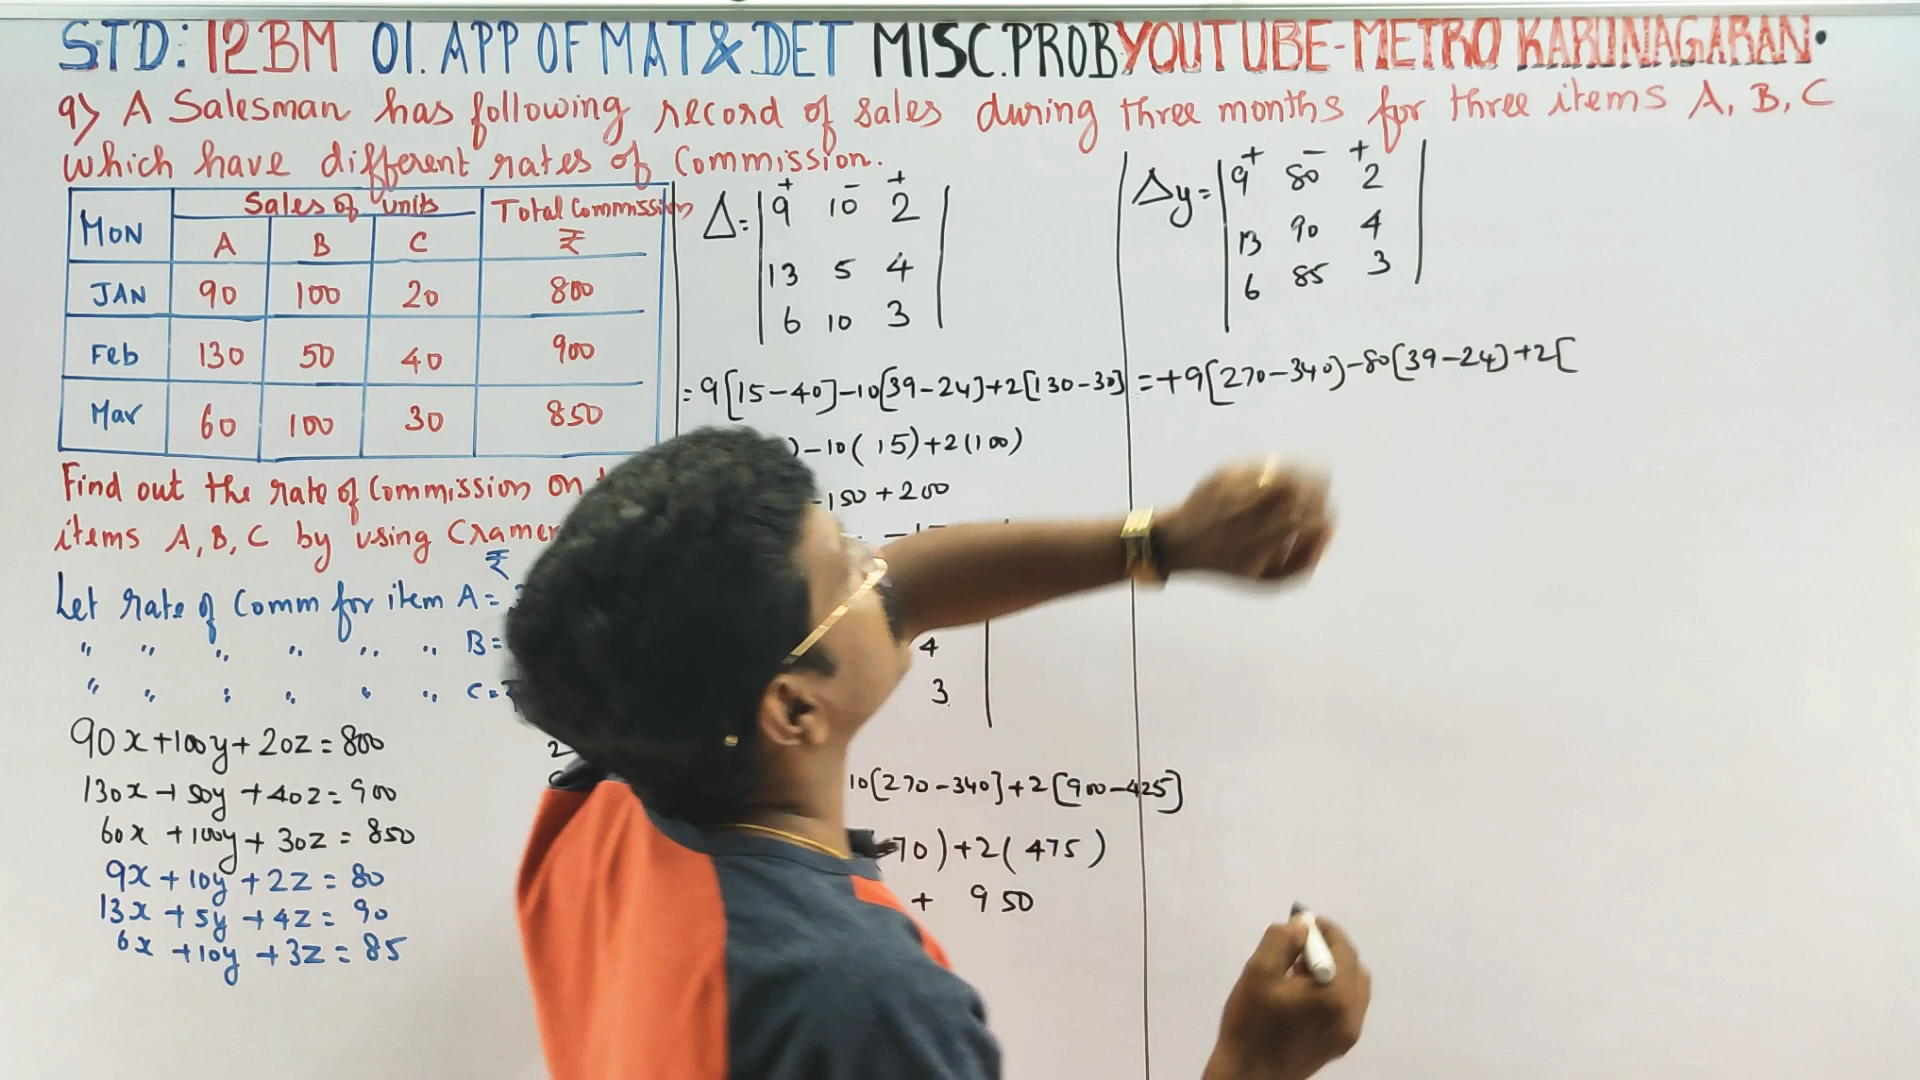 STD: 12BM 01. APP OF MAT & DET MISC.PROB YOUTUBE-METRO KARUNAGARAN.
9) A Salesman has following record of sales during three months for three items A, B, C
which have different rates of Commission.
MON Sales of units Total Commission ₹
A B C
JAN 90 100 20 800
Feb 130 50 40 900
Mar 60 100 30 850
Find out the rate of Commission on
items A, B, C by using Cramer
Let rate of Comm for item A= ₹
" " " " " " B=
" " " " " " C=
90x+100y+20z=800
130x+50y+40z=900
60x+100y+30z=850
9x+10y+2z=80
13x+5y+4z=90
6x+10y+3z=85
Δ= | 9 10 2 |
+ - +
13 5 4
6 10 3
=9[15-40]-10[39-24]+2[130-30]
)-10(15)+2(100)
-150+200
4
3
10[270-340]+2[900-425]
70)+2(475)
+ 950
Δy= | 9 80 2 |
+ - +
13 90 4
6 85 3
=+9[270-340)-80[39-24)+2[